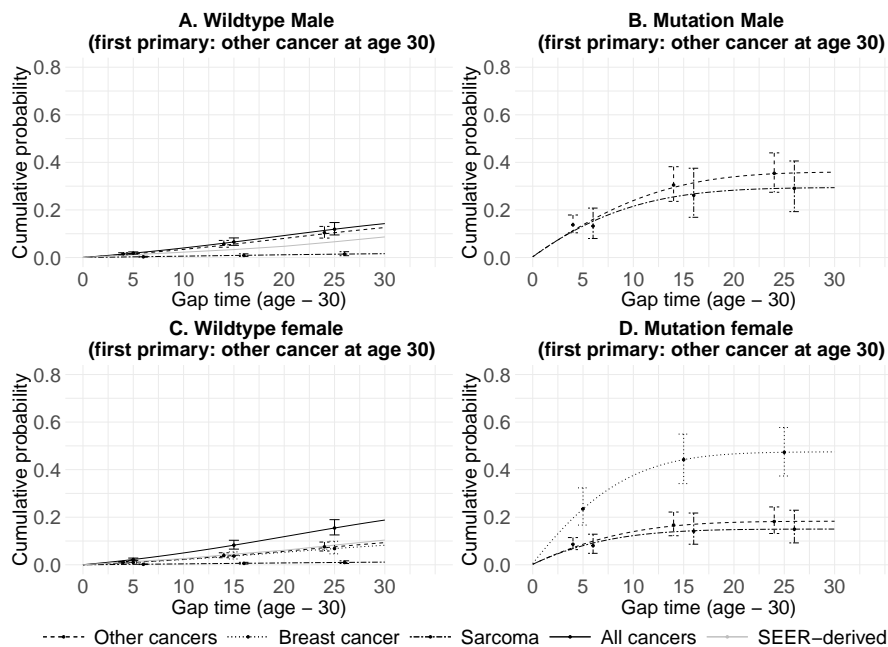 A. Wildtype Male
(first primary: other cancer at age 30)
Cumulative probability
0.8
0.6
0.4
0.2
0.0
0 5 10 15 20 25 30
Gap time (age − 30)
B. Mutation Male
(first primary: other cancer at age 30)
Cumulative probability
0.8
0.6
0.4
0.2
0.0
0 5 10 15 20 25 30
Gap time (age − 30)
C. Wildtype female
(first primary: other cancer at age 30)
Cumulative probability
0.8
0.6
0.4
0.2
0.0
0 5 10 15 20 25 30
Gap time (age − 30)
D. Mutation female
(first primary: other cancer at age 30)
Cumulative probability
0.8
0.6
0.4
0.2
0.0
0 5 10 15 20 25 30
Gap time (age − 30)
Other cancers Breast cancer Sarcoma All cancers SEER−derived